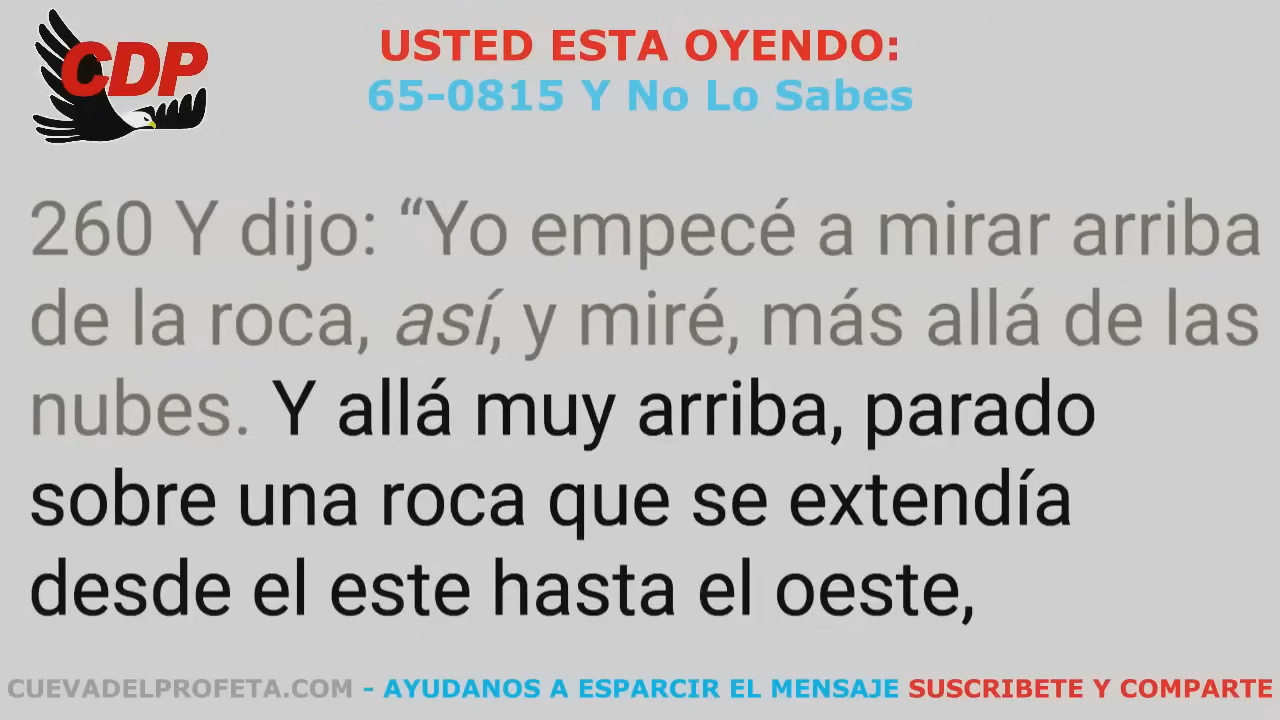 CDP
USTED ESTA OYENDO:
65-0815 Y No Lo Sabes
260 Y dijo: “Yo empecé a mirar arriba
de la roca, así, y miré, más allá de las
nubes. Y allá muy arriba, parado
sobre una roca que se extendía
desde el este hasta el oeste,
CUEVADELPROFETA.COM - AYUDANOS A ESPARCIR EL MENSAJE SUSCRIBETE Y COMPARTE